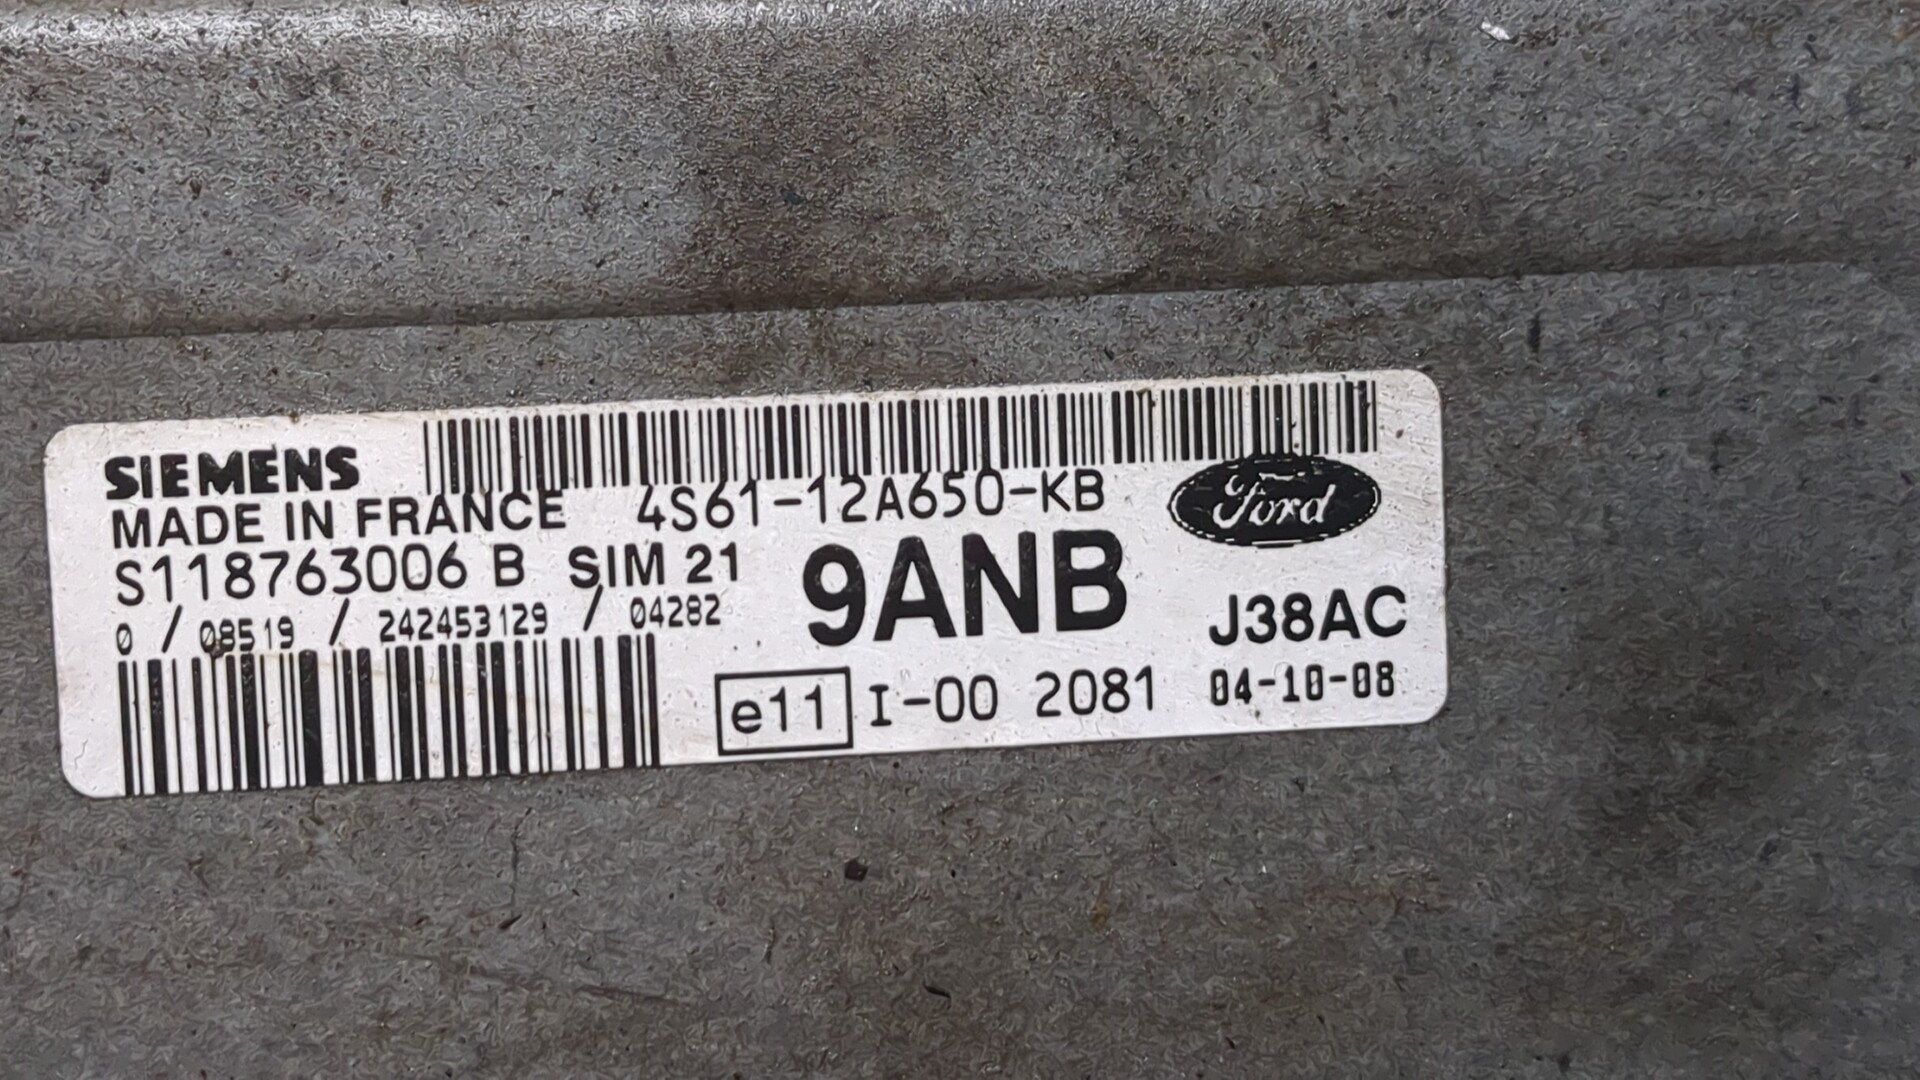 SIEMENS
MADE IN FRANCE 4S61-12A650-KB
Ford
S118763006 B SIM 21 9ANB
0 / 08519 / 242453129 / 04282
J38AC
e11 I-00 2081 04-10-08